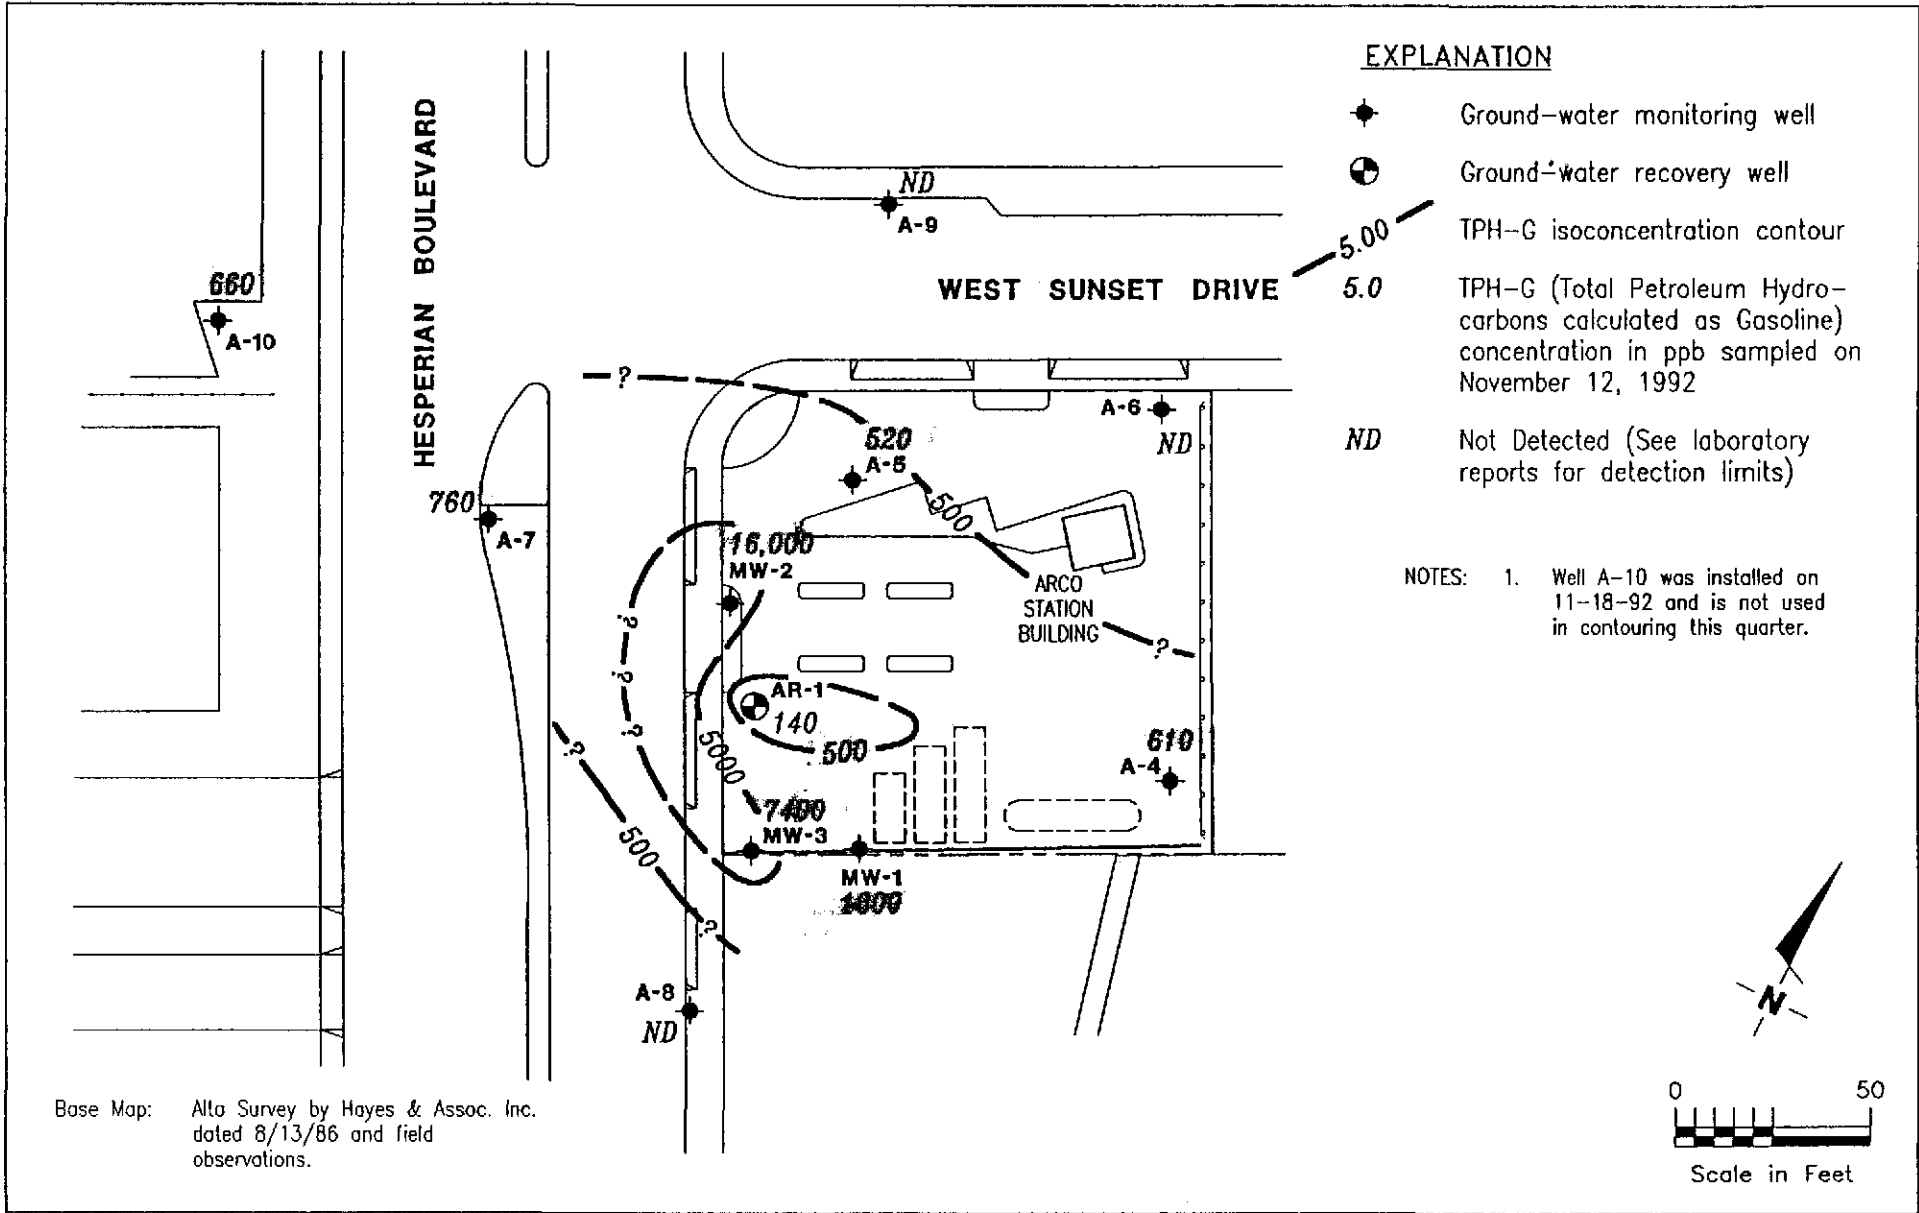 EXPLANATION
Ground-water monitoring well
Ground-water recovery well
5.00
TPH-G isoconcentration contour
5.0
TPH-G (Total Petroleum Hydro-
carbons calculated as Gasoline)
concentration in ppb sampled on
November 12, 1992
ND
Not Detected (See laboratory
reports for detection limits)
NOTES: 1. Well A-10 was installed on
11-18-92 and is not used
in contouring this quarter.
HESPERIAN BOULEVARD
WEST SUNSET DRIVE
ND
A-9
660
A-10
?
A-6
ND
520
A-5
500
760
A-7
16,000
MW-2
ARCO
STATION
BUILDING
?
?
?
?
AR-1
140
500
5000
?
500
?
610
A-4
MW-3
MW-1
A-8
ND
N
0 50
Scale in Feet
Base Map: Alta Survey by Hayes & Assoc. Inc.
dated 8/13/86 and field
observations.